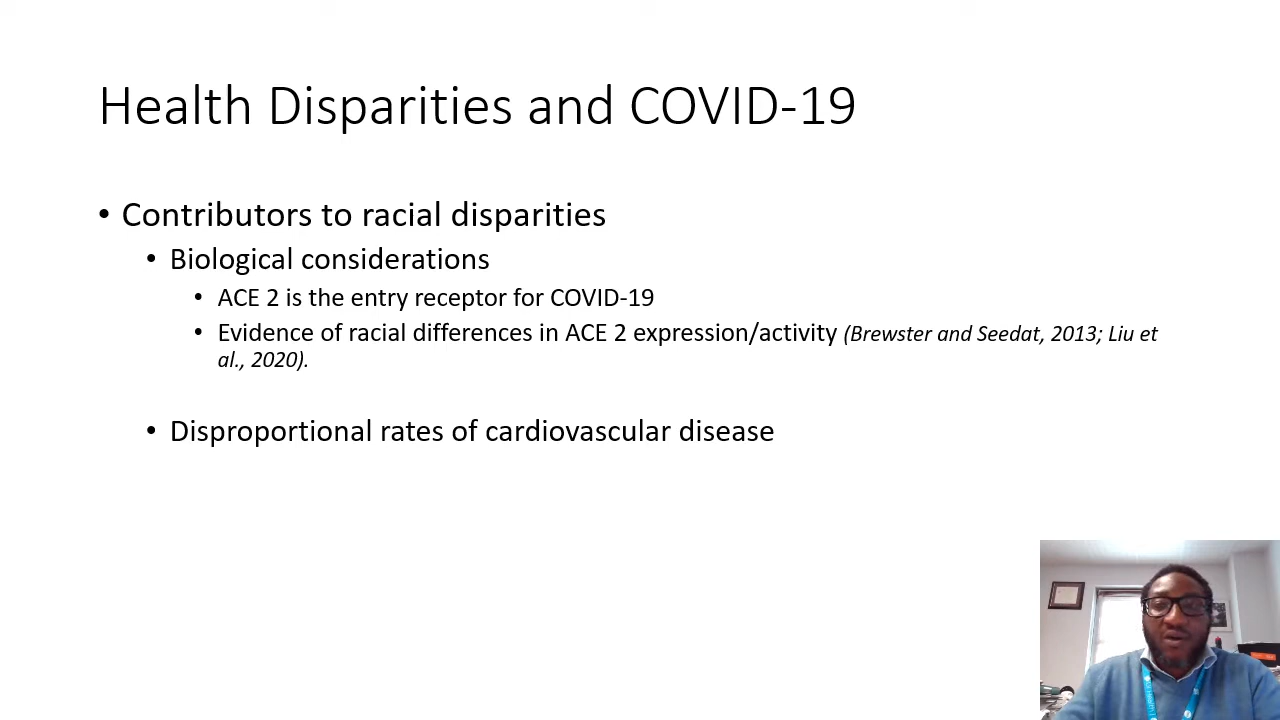 Health Disparities and COVID-19
• Contributors to racial disparities
• Biological considerations
• ACE 2 is the entry receptor for COVID-19
• Evidence of racial differences in ACE 2 expression/activity (Brewster and Seedat, 2013; Liu et
al., 2020).
• Disproportional rates of cardiovascular disease